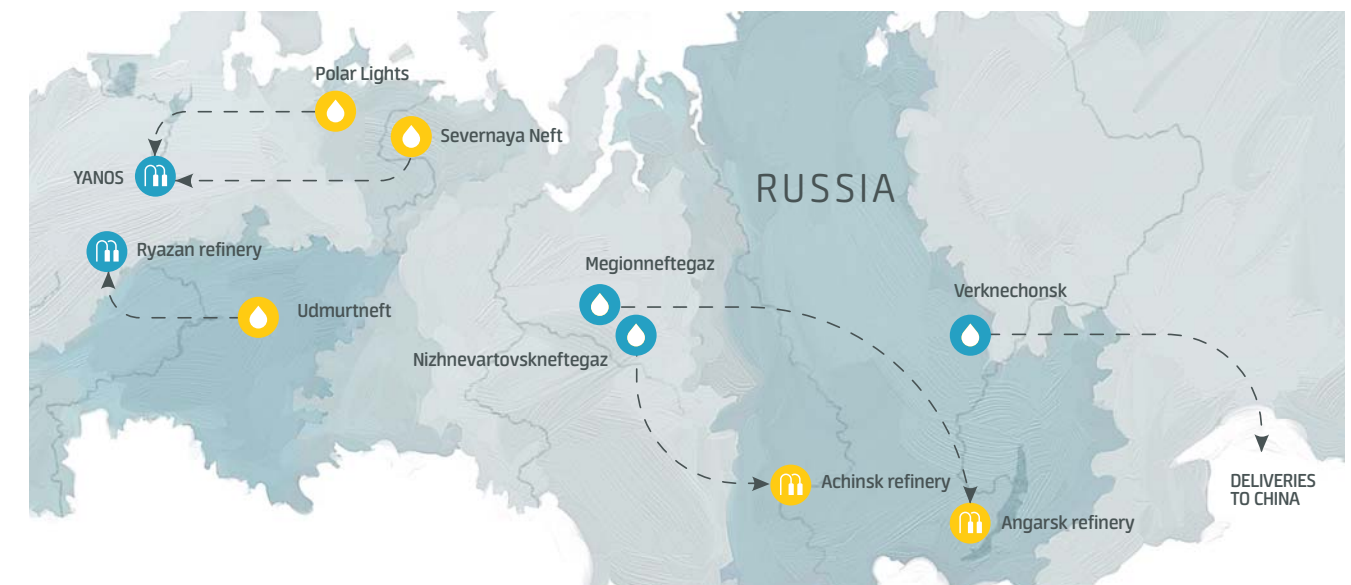 Polar Lights
Severnaya Neft
YANOS
RUSSIA
Ryazan refinery
Megionneftegaz
Verknechonsk
Udmurtneft
Nizhnevartovskneftegaz
Achinsk refinery
DELIVERIES
TO CHINA
Angarsk refinery